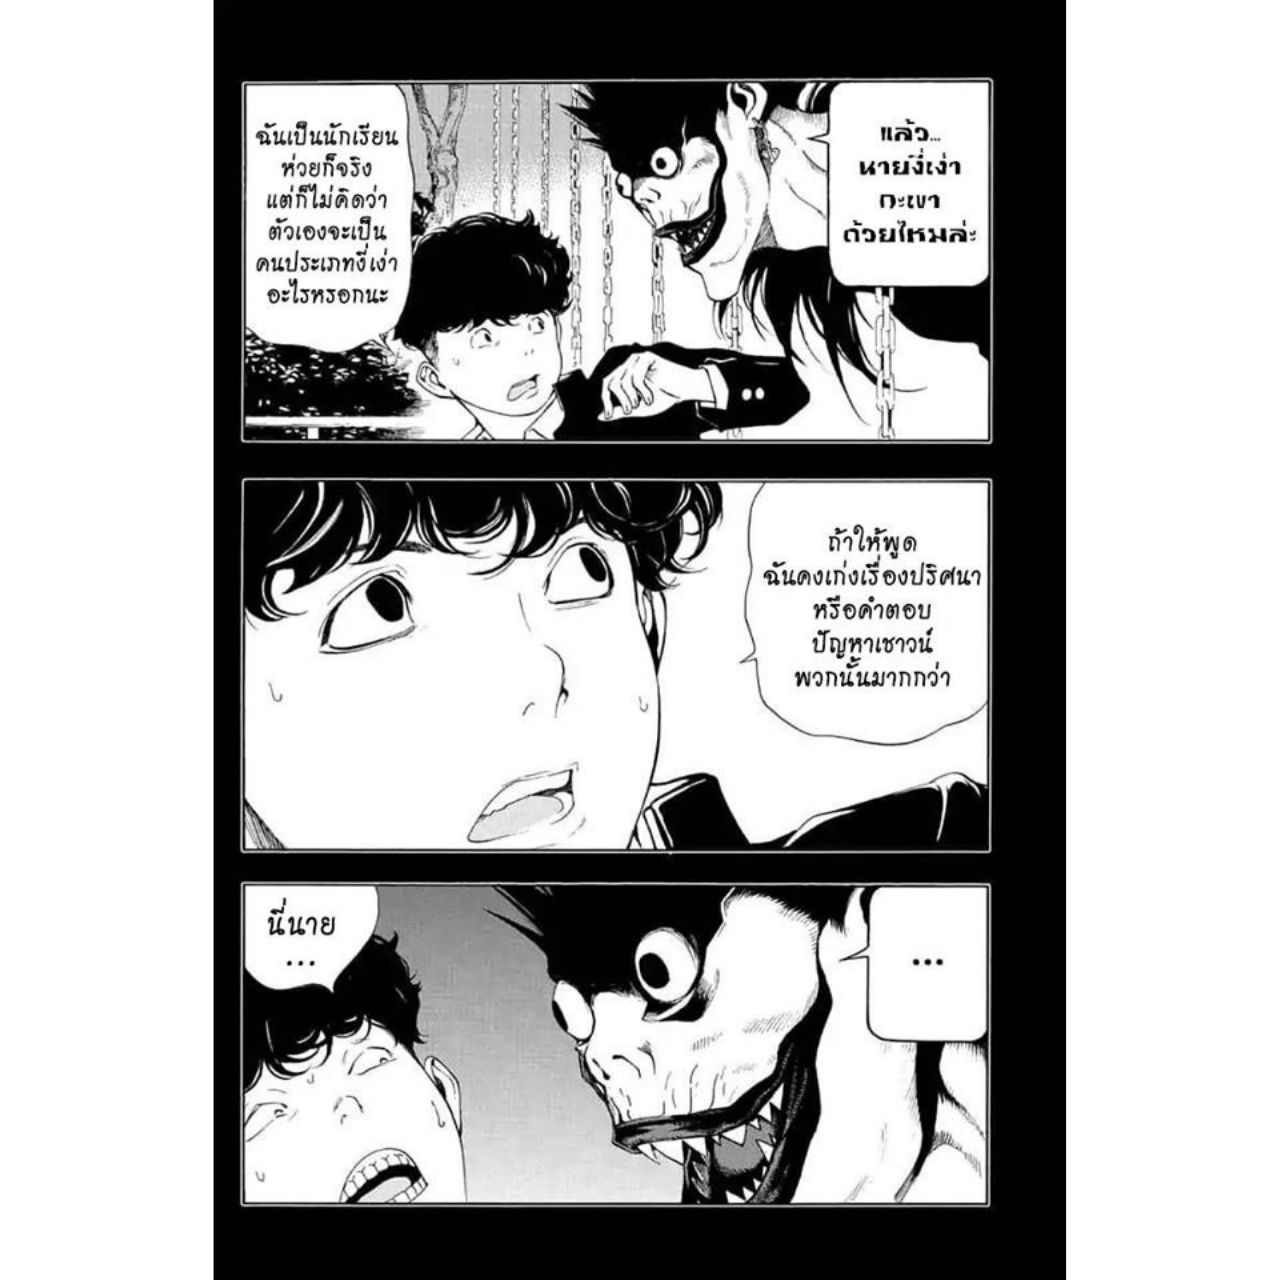 แล้ว...
นายงี่เง่า
กะเขา
ด้วยไหมล่ะ
ฉันเป็นนักเรียน
ห่วยก็จริง
แต่ก็ไม่คิดว่า
ตัวเองจะเป็น
คนประเภทงี่เง่า
อะไรหรอกนะ
ถ้าให้พูด
ฉันคงเก่งเรื่องปริศนา
หรือคำตอบ
ปัญหาเชาวน์
พวกนั้นมากกว่า
...
นี่นาย
...